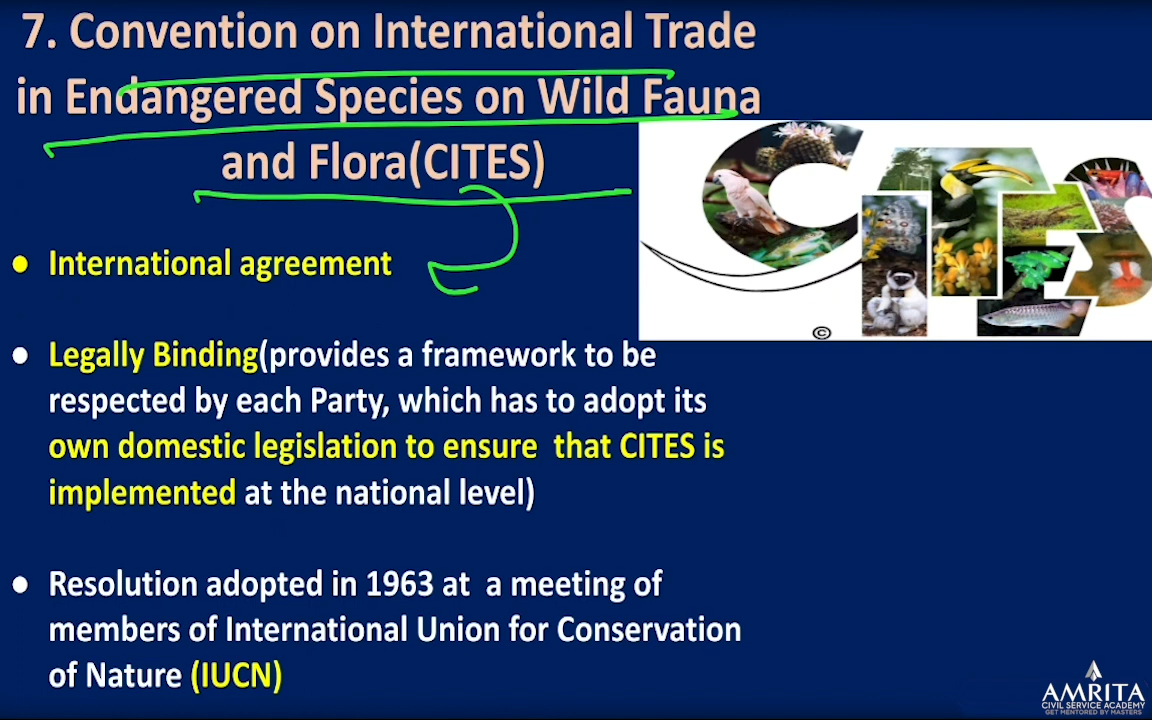 7. Convention on International Trade
in Endangered Species on Wild Fauna
and Flora(CITES)
CITES
©
● International agreement
● Legally Binding(provides a framework to be
respected by each Party, which has to adopt its
own domestic legislation to ensure that CITES is
implemented at the national level)
● Resolution adopted in 1963 at a meeting of
members of International Union for Conservation
of Nature (IUCN)
AMRITA
CIVIL SERVICE ACADEMY
GET MENTORED BY MASTERS